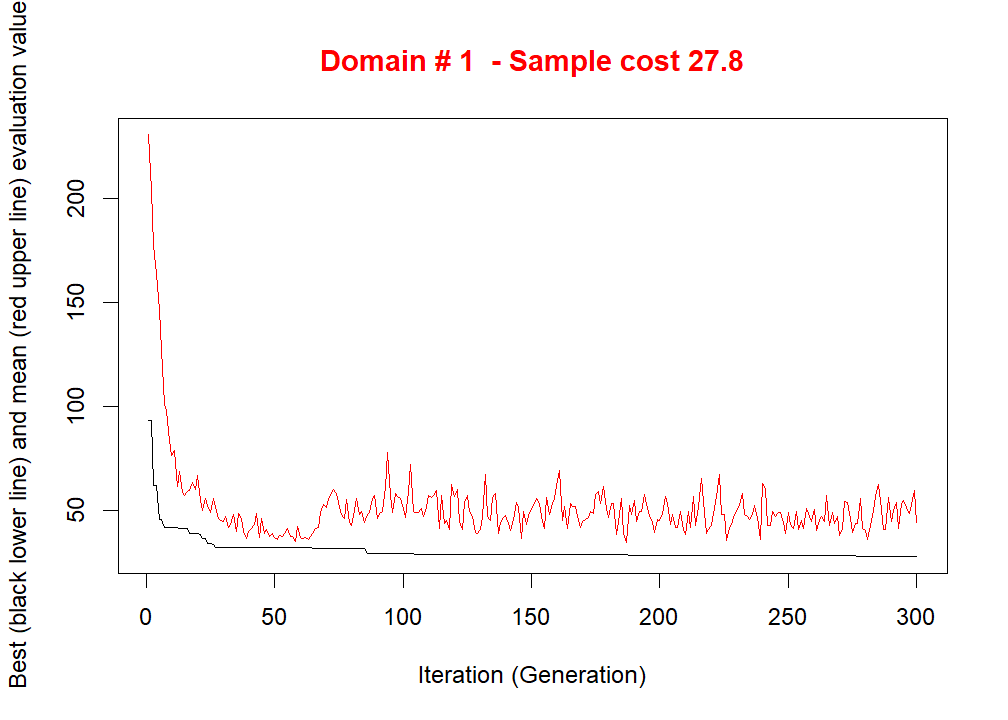 Domain # 1  - Sample cost 27.8
Best (black lower line) and mean (red upper line) evaluation value
200
150
100
50
0 50 100 150 200 250 300
Iteration (Generation)